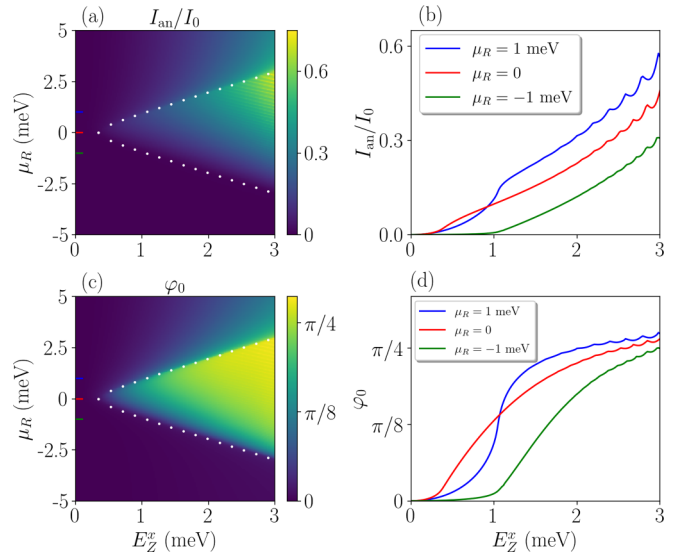 (a)
I_an/I_0
5
2.5
0
-2.5
-5
μ_R (meV)
0
1
2
3
0.6
0.3
0
(b)
0.6
0.3
0.0
I_an/I_0
μ_R = 1 meV
μ_R = 0
μ_R = −1 meV
0
1
2
3
(c)
φ_0
5
2.5
0
-2.5
5
μ_R (meV)
0
1
2
3
E_Z^x (meV)
π/4
π/8
0
(d)
π/4
π/8
0
φ_0
μ_R = 1 meV
μ_R = 0
μ_R = −1 meV
0
1
2
3
E_Z^x (meV)